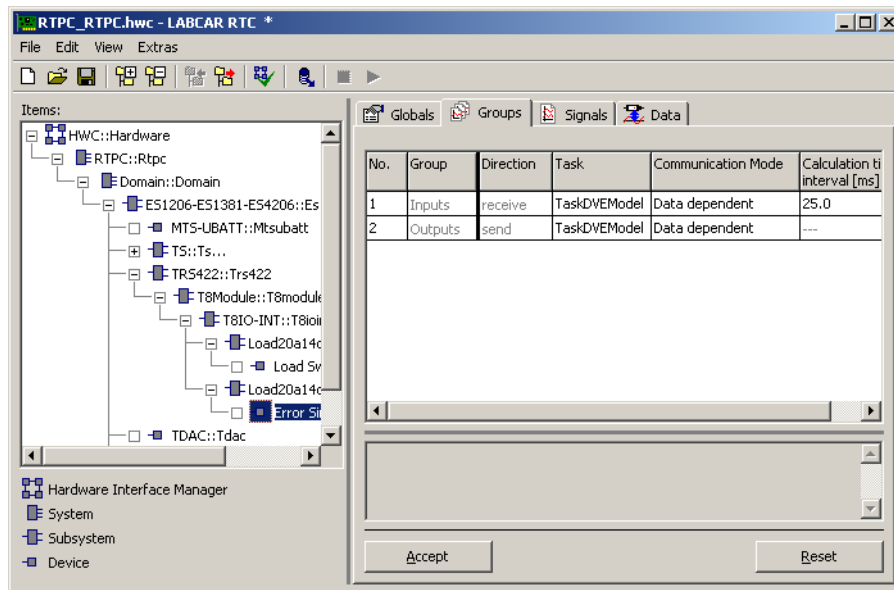 RTPC_RTPC.hwc - LABCAR RTC *
File Edit View Extras
Items:
HWC::Hardware
RTPC::Rtpc
Domain::Domain
ES1206-ES1381-ES4206::Es
MTS-UBATT::Mtsubatt
TS::Ts...
TRS422::Trs422
T8Module::T8module
T8IO-INT::T8ioin
Load20a14c
Load Sw
Load20a14c
Error Si
TDAC::Tdac
Hardware Interface Manager
System
Subsystem
Device
Globals Groups Signals Data
No. Group Direction Task Communication Mode Calculation ti
interval [ms]
1 Inputs receive TaskDVEModel Data dependent 25.0
2 Outputs send TaskDVEModel Data dependent ---
Accept Reset